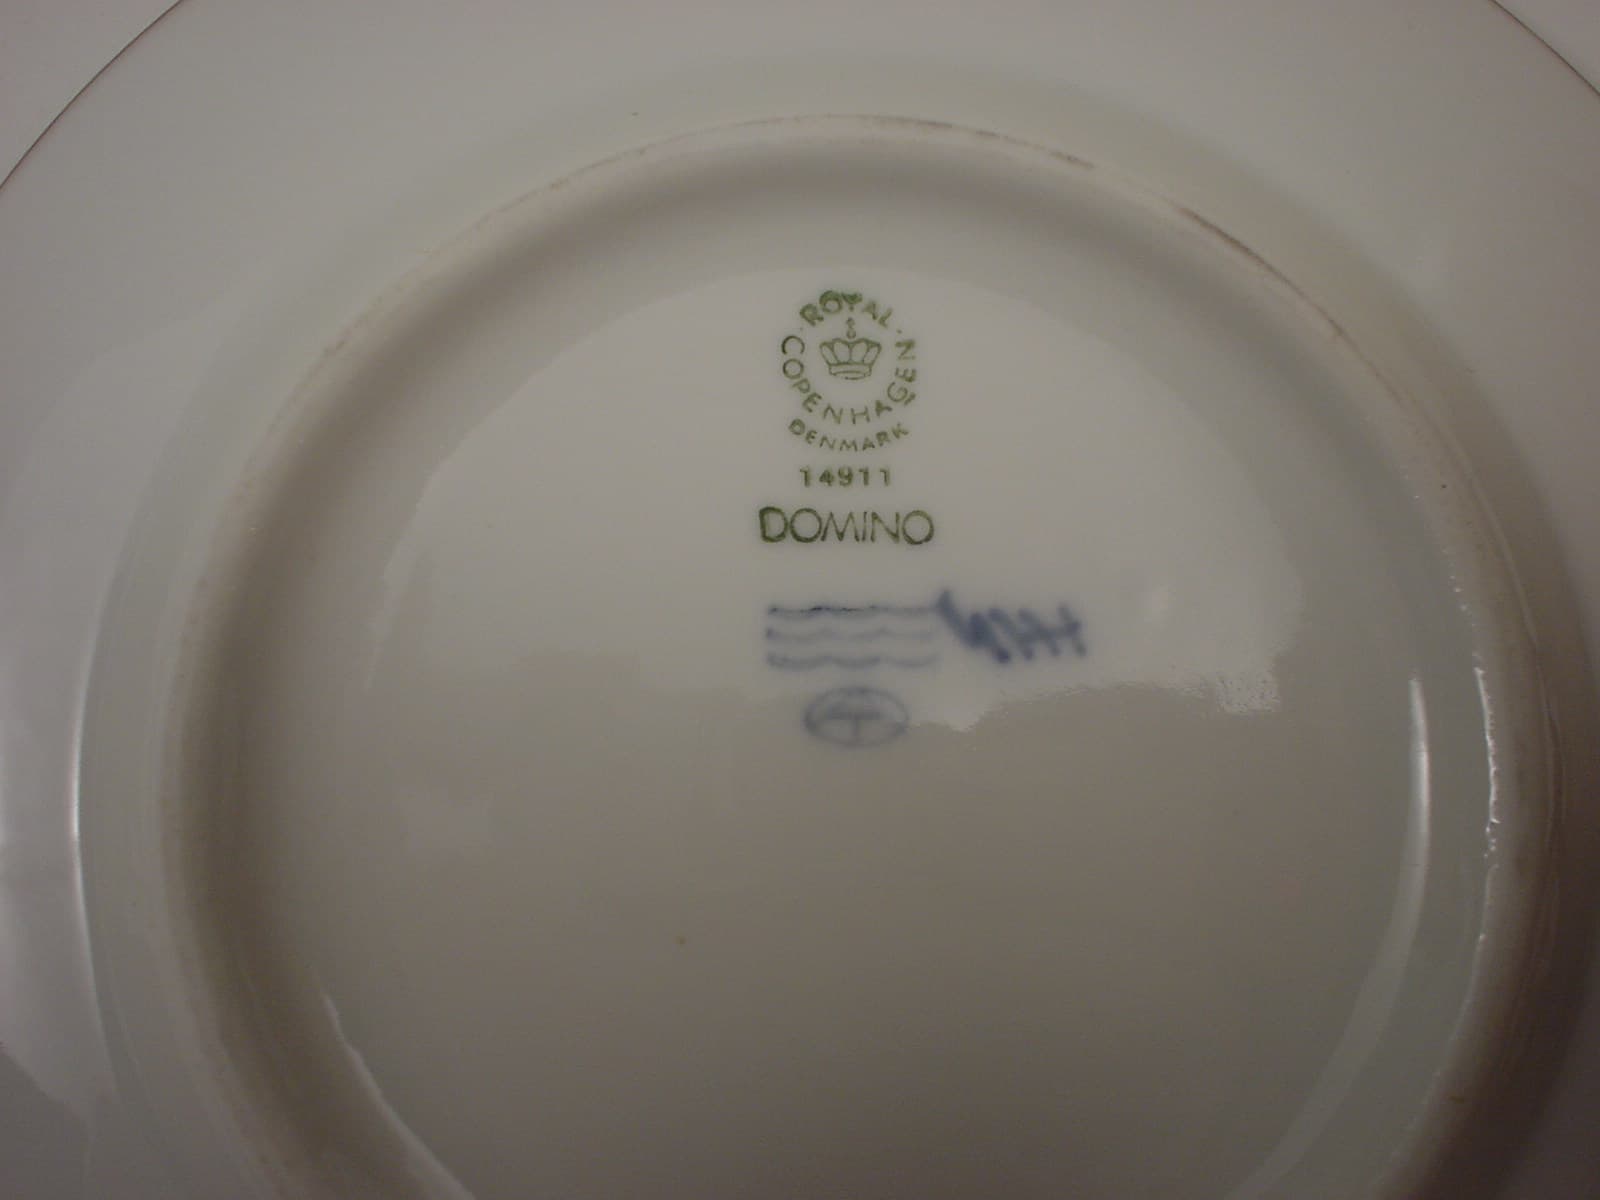 ROYAL COPENHAGEN
DENMARK
14911
DOMINO